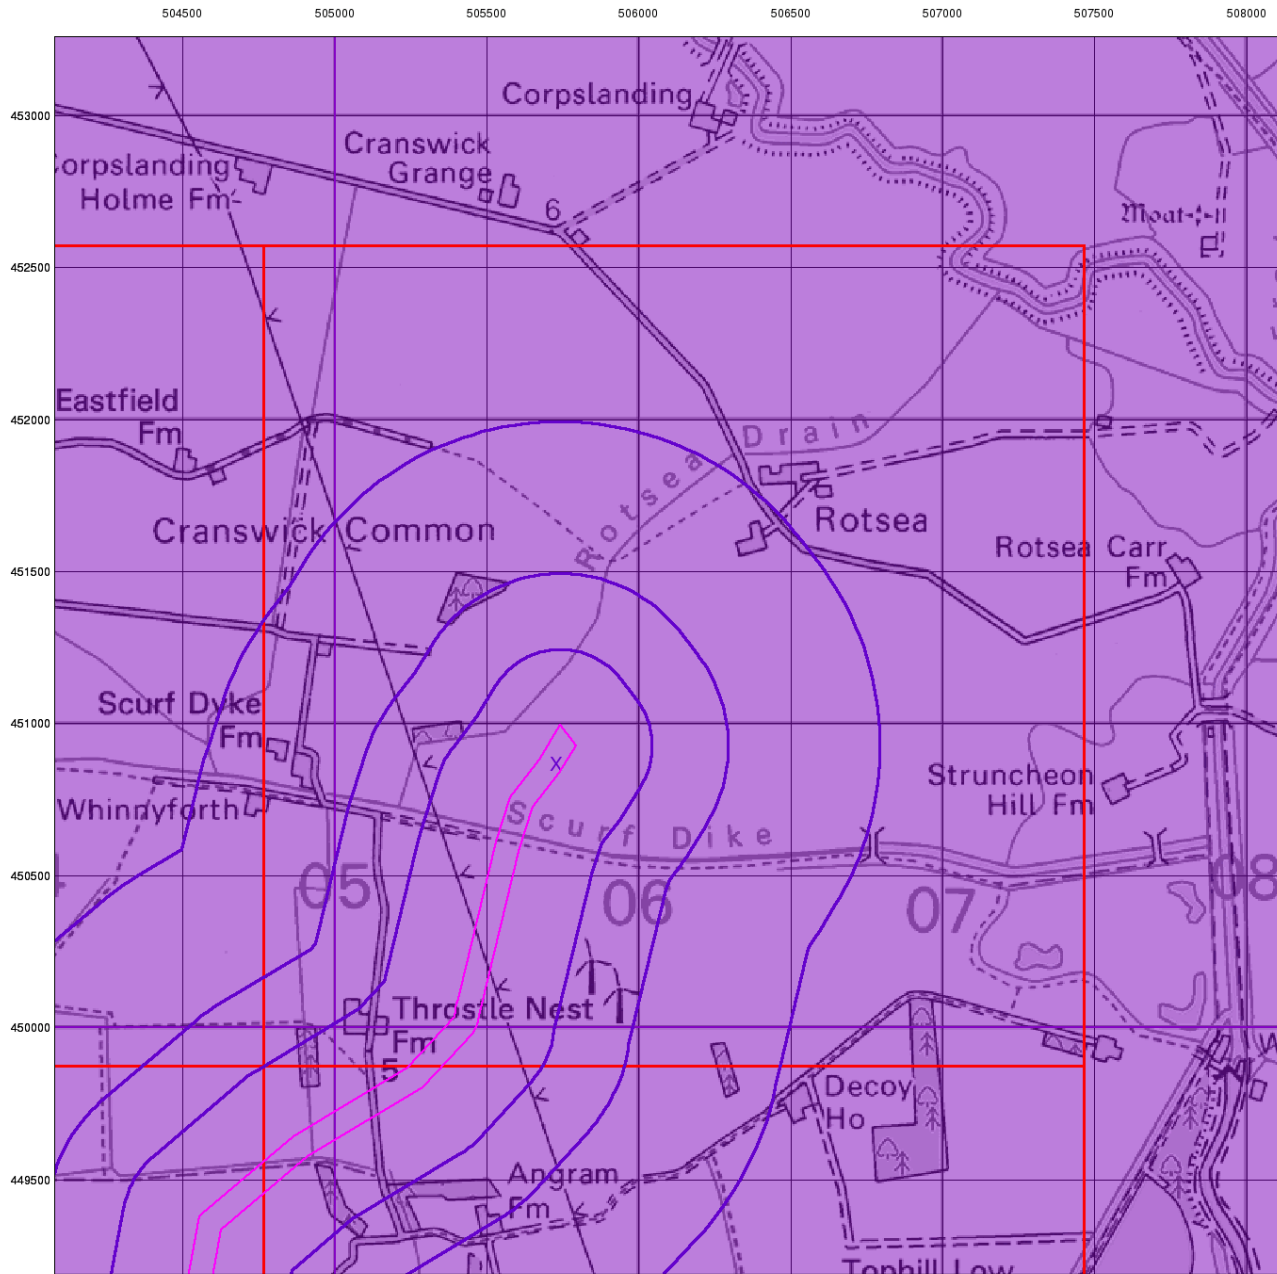 504500 505000 505500 506000 506500 507000 507500 508000
453000
452500
452000
451500
451000
450500
450000
449500
Corpslanding
Cranswick
Grange
Corpslanding
Holme Fm
6
Moat
Eastfield
Fm
Drain
Rotsea
Cranswick Common
Rotsea
Rotsea Carr
Fm
Scurf Dyke
Fm
x
Struncheon
Hill Fm
Whinnyforth
Scurf Dike
05
06
07
08
Throstle Nest
Fm
5
Decoy
Ho
Angram
Fm
Tophill Low